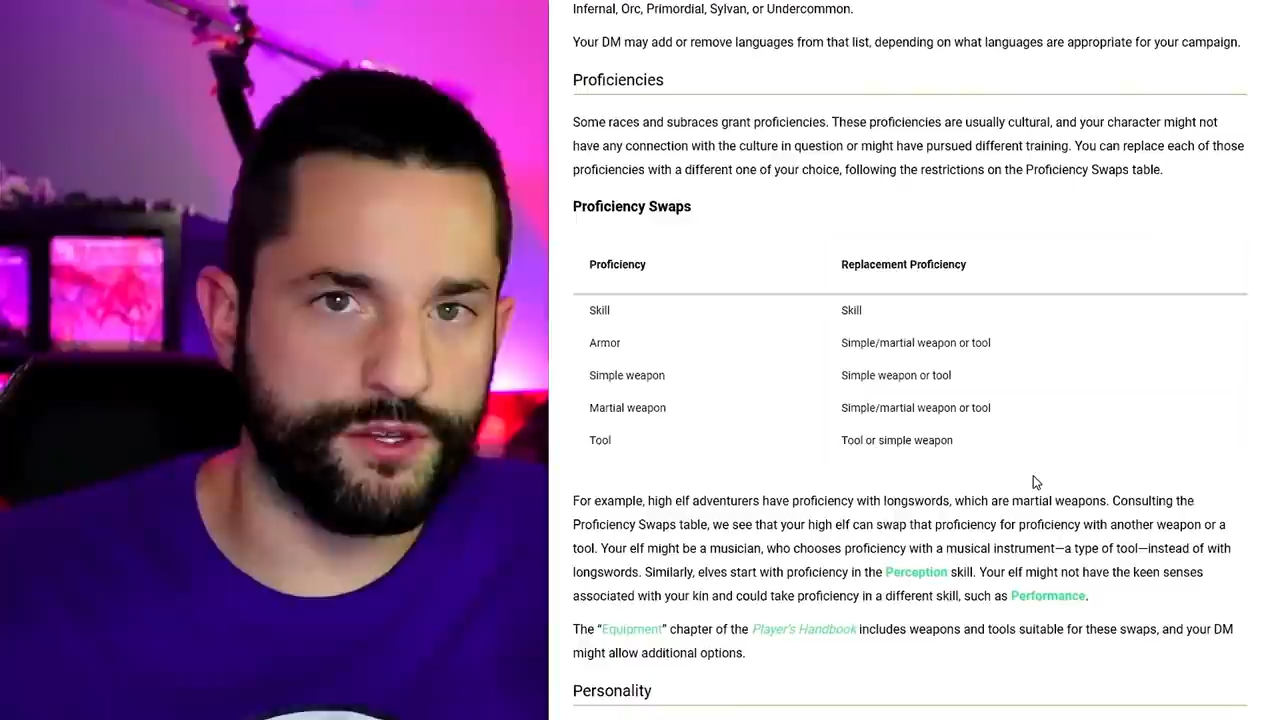 Infernal, Orc, Primordial, Sylvan, or Undercommon.
Your DM may add or remove languages from that list, depending on what languages are appropriate for your campaign.
Proficiencies
Some races and subraces grant proficiencies. These proficiencies are usually cultural, and your character might not
have any connection with the culture in question or might have pursued different training. You can replace each of those
proficiencies with a different one of your choice, following the restrictions on the Proficiency Swaps table.
Proficiency Swaps
Proficiency Replacement Proficiency
Skill Skill
Armor Simple/martial weapon or tool
Simple weapon Simple weapon or tool
Martial weapon Simple/martial weapon or tool
Tool Tool or simple weapon
For example, high elf adventurers have proficiency with longswords, which are martial weapons. Consulting the
Proficiency Swaps table, we see that your high elf can swap that proficiency for proficiency with another weapon or a
tool. Your elf might be a musician, who chooses proficiency with a musical instrument—a type of tool—instead of with
longswords. Similarly, elves start with proficiency in the Perception skill. Your elf might not have the keen senses
associated with your kin and could take proficiency in a different skill, such as Performance.
The “Equipment” chapter of the Player’s Handbook includes weapons and tools suitable for these swaps, and your DM
might allow additional options.
Personality